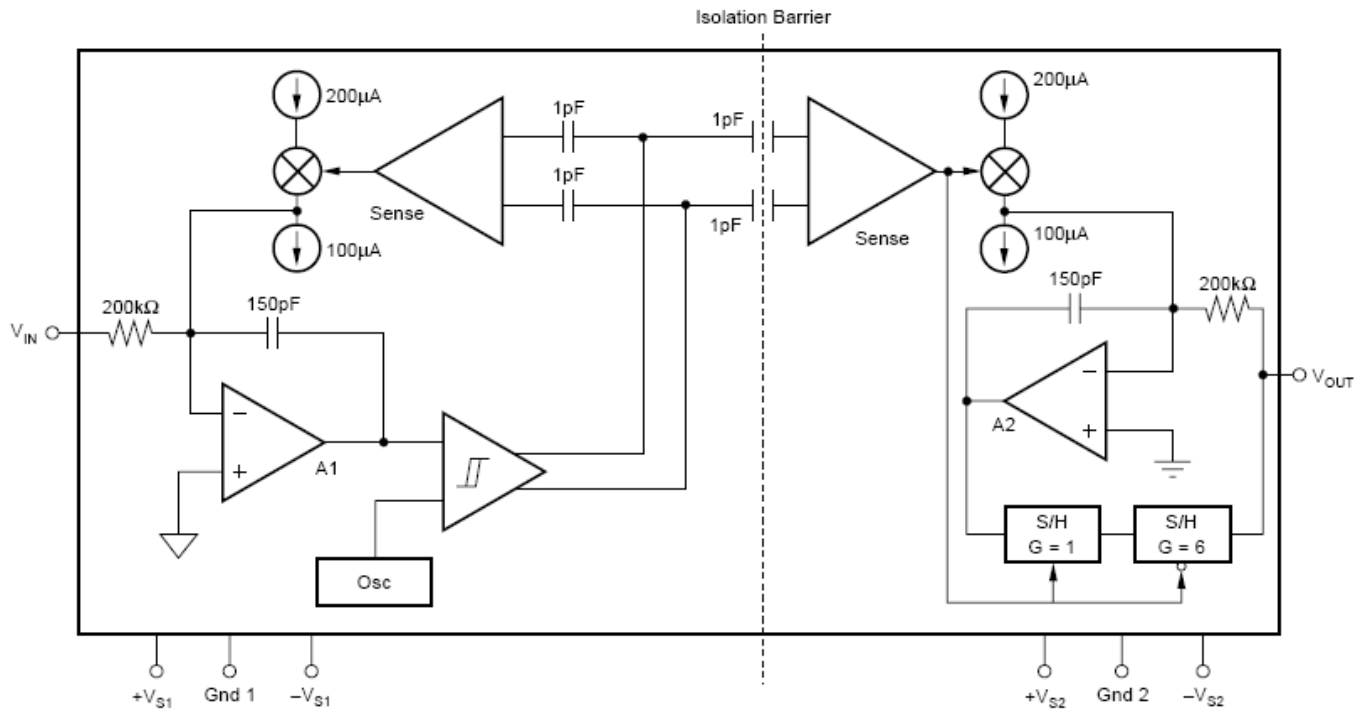 Isolation Barrier
200µA
200µA
1pF
1pF
1pF
1pF
Sense
Sense
100µA
100µA
150pF
200kΩ
200kΩ
150pF
V_IN
V_OUT
−
+
A1
−
+
A2
S/H
G = 1
S/H
G = 6
Osc
+V_S1
Gnd 1
–V_S1
+V_S2
Gnd 2
–V_S2